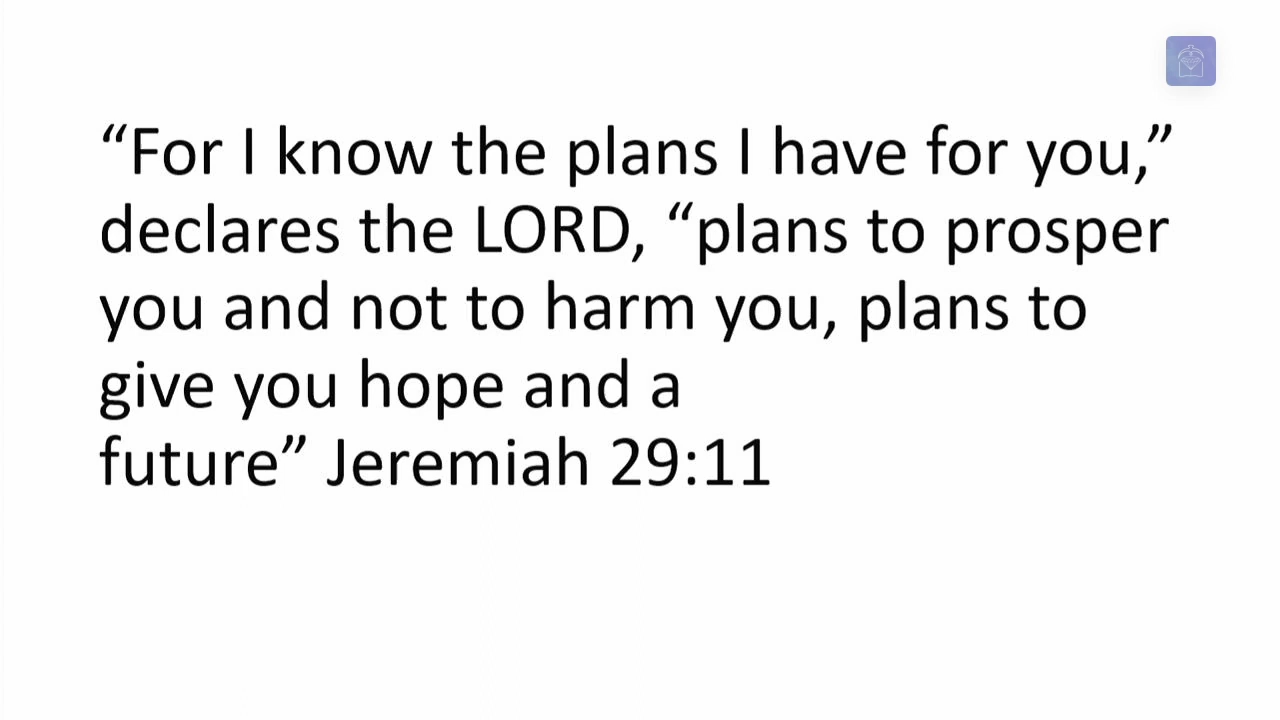 “For I know the plans I have for you,”
declares the LORD, “plans to prosper
you and not to harm you, plans to
give you hope and a
future” Jeremiah 29:11